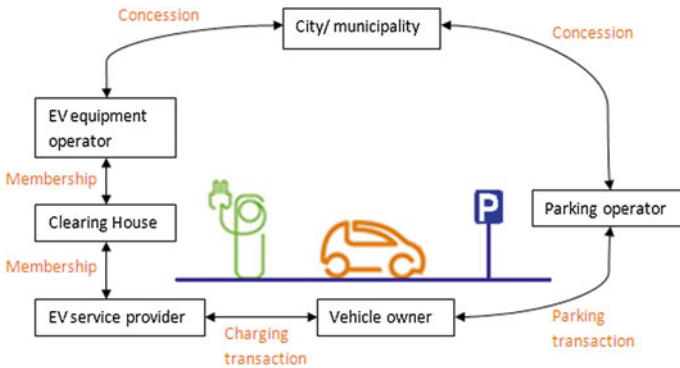 Concession
City/ municipality
Concession
EV equipment
operator
Membership
Clearing House
P
Parking operator
Membership
EV service provider
Charging
transaction
Vehicle owner
Parking
transaction